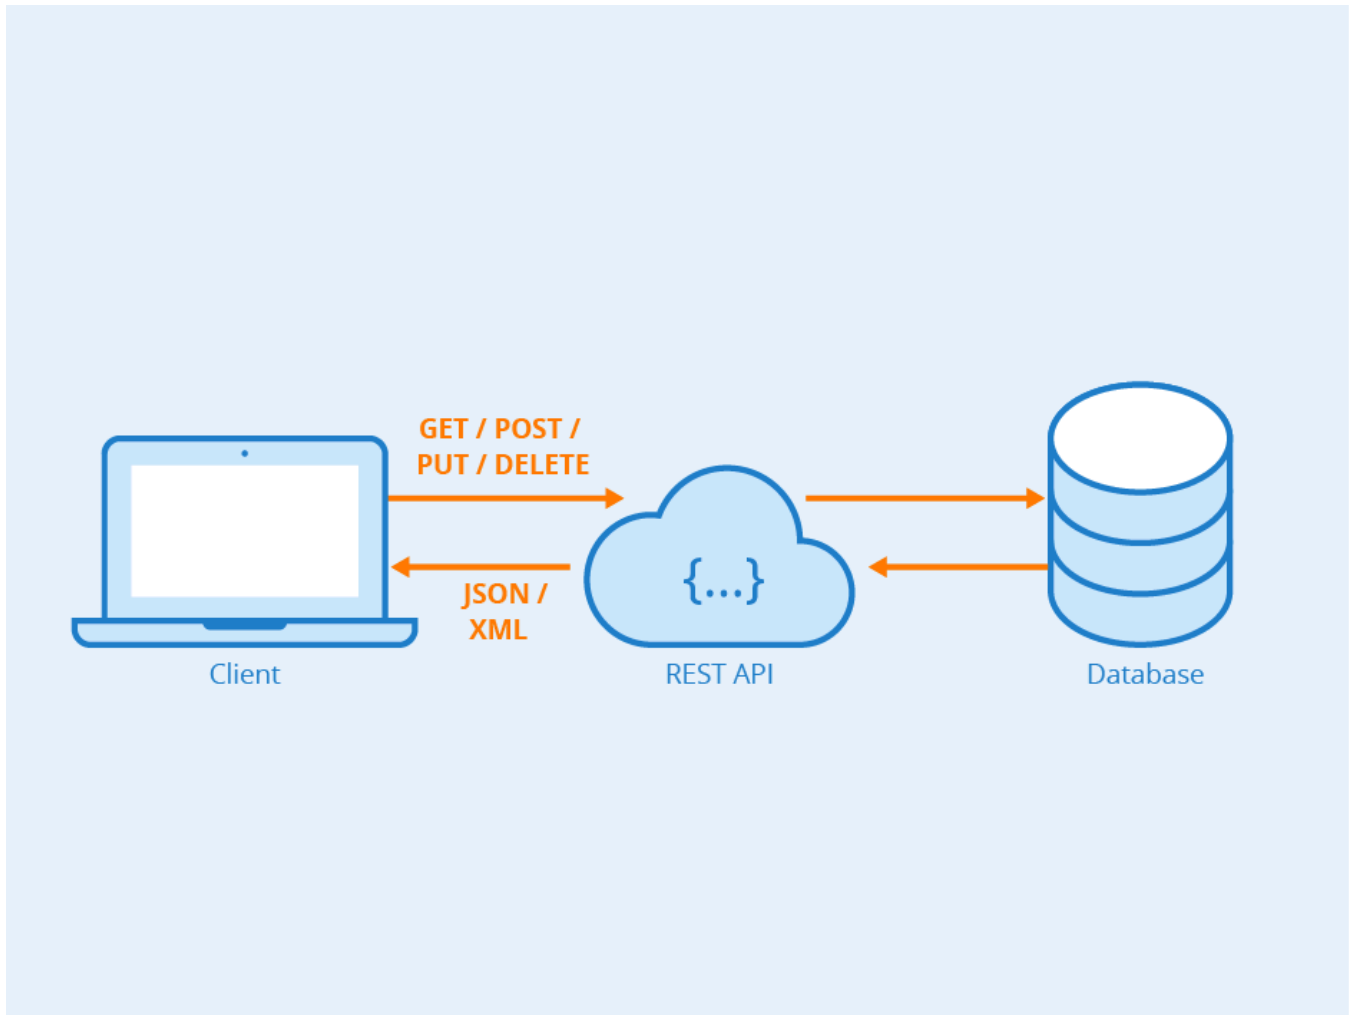 GET / POST /
PUT / DELETE
{...}
JSON /
XML
Client
REST API
Database